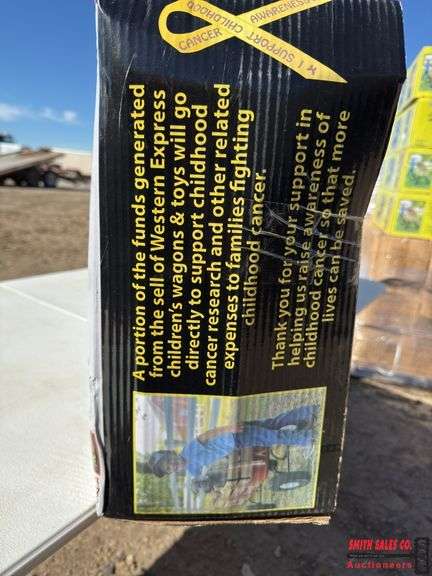 I SUPPORT CHILDHOOD
CANCER AWARENESS
A portion of the funds generated
from the sell of Western Express
children's wagons & toys will go
directly to support childhood
cancer research and other related
expenses to families fighting
childhood cancer.
Thank you for your support in
helping us raise awareness of
childhood cancer so that more
lives can be saved.
SMITH SALES CO.
Auctioneers